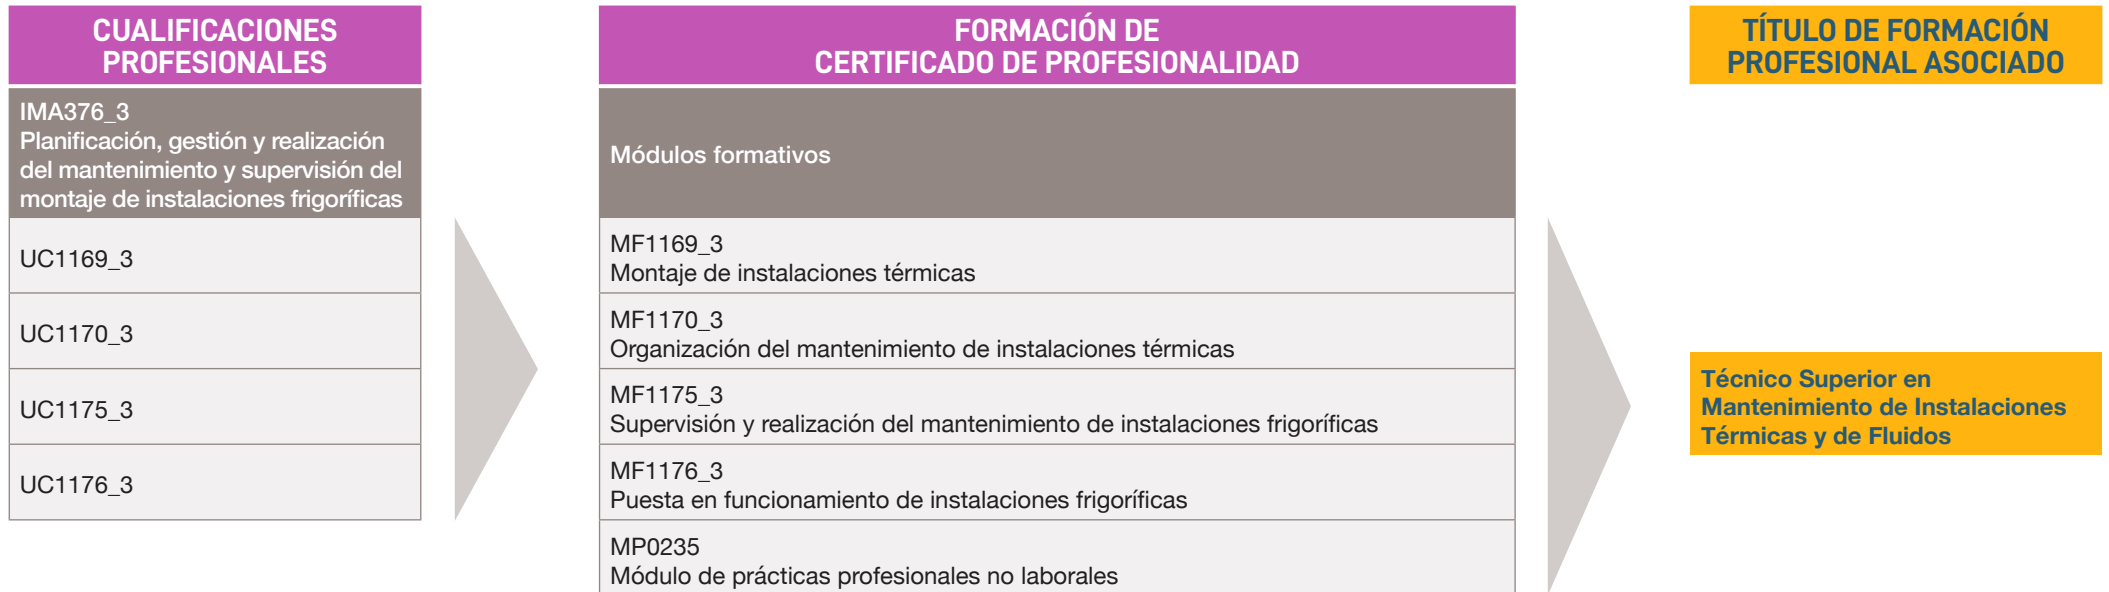 CUALIFICACIONES
PROFESIONALES
IMA376_3
Planificación, gestión y realización
del mantenimiento y supervisión del
montaje de instalaciones frigoríficas
UC1169_3
UC1170_3
UC1175_3
UC1176_3
FORMACIÓN DE
CERTIFICADO DE PROFESIONALIDAD
Módulos formativos
MF1169_3
Montaje de instalaciones térmicas
MF1170_3
Organización del mantenimiento de instalaciones térmicas
MF1175_3
Supervisión y realización del mantenimiento de instalaciones frigoríficas
MF1176_3
Puesta en funcionamiento de instalaciones frigoríficas
MP0235
Módulo de prácticas profesionales no laborales
TÍTULO DE FORMACIÓN
PROFESIONAL ASOCIADO
Técnico Superior en
Mantenimiento de Instalaciones
Térmicas y de Fluidos